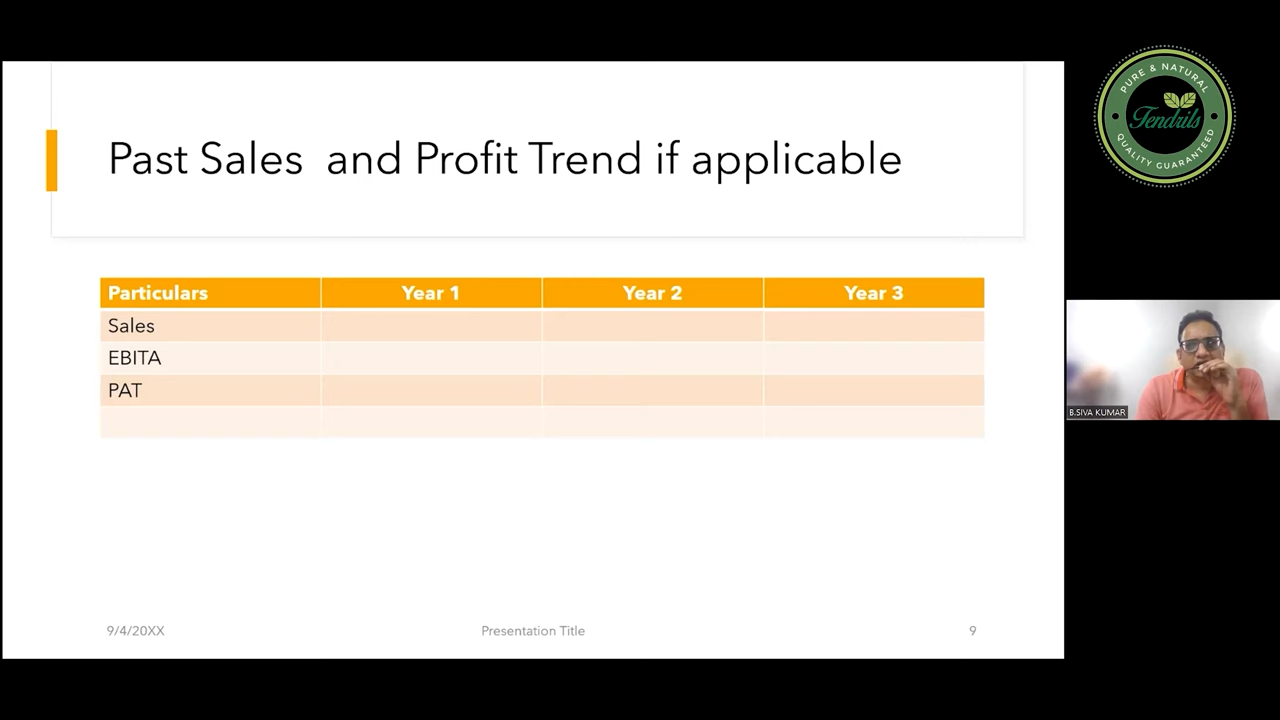 Past Sales  and Profit Trend if applicable
PURE & NATURAL
Tendrils
QUALITY GUARANTEED
Particulars Year 1 Year 2 Year 3
Sales
EBITA
PAT
B.SIVA KUMAR
9/4/20XX Presentation Title 9